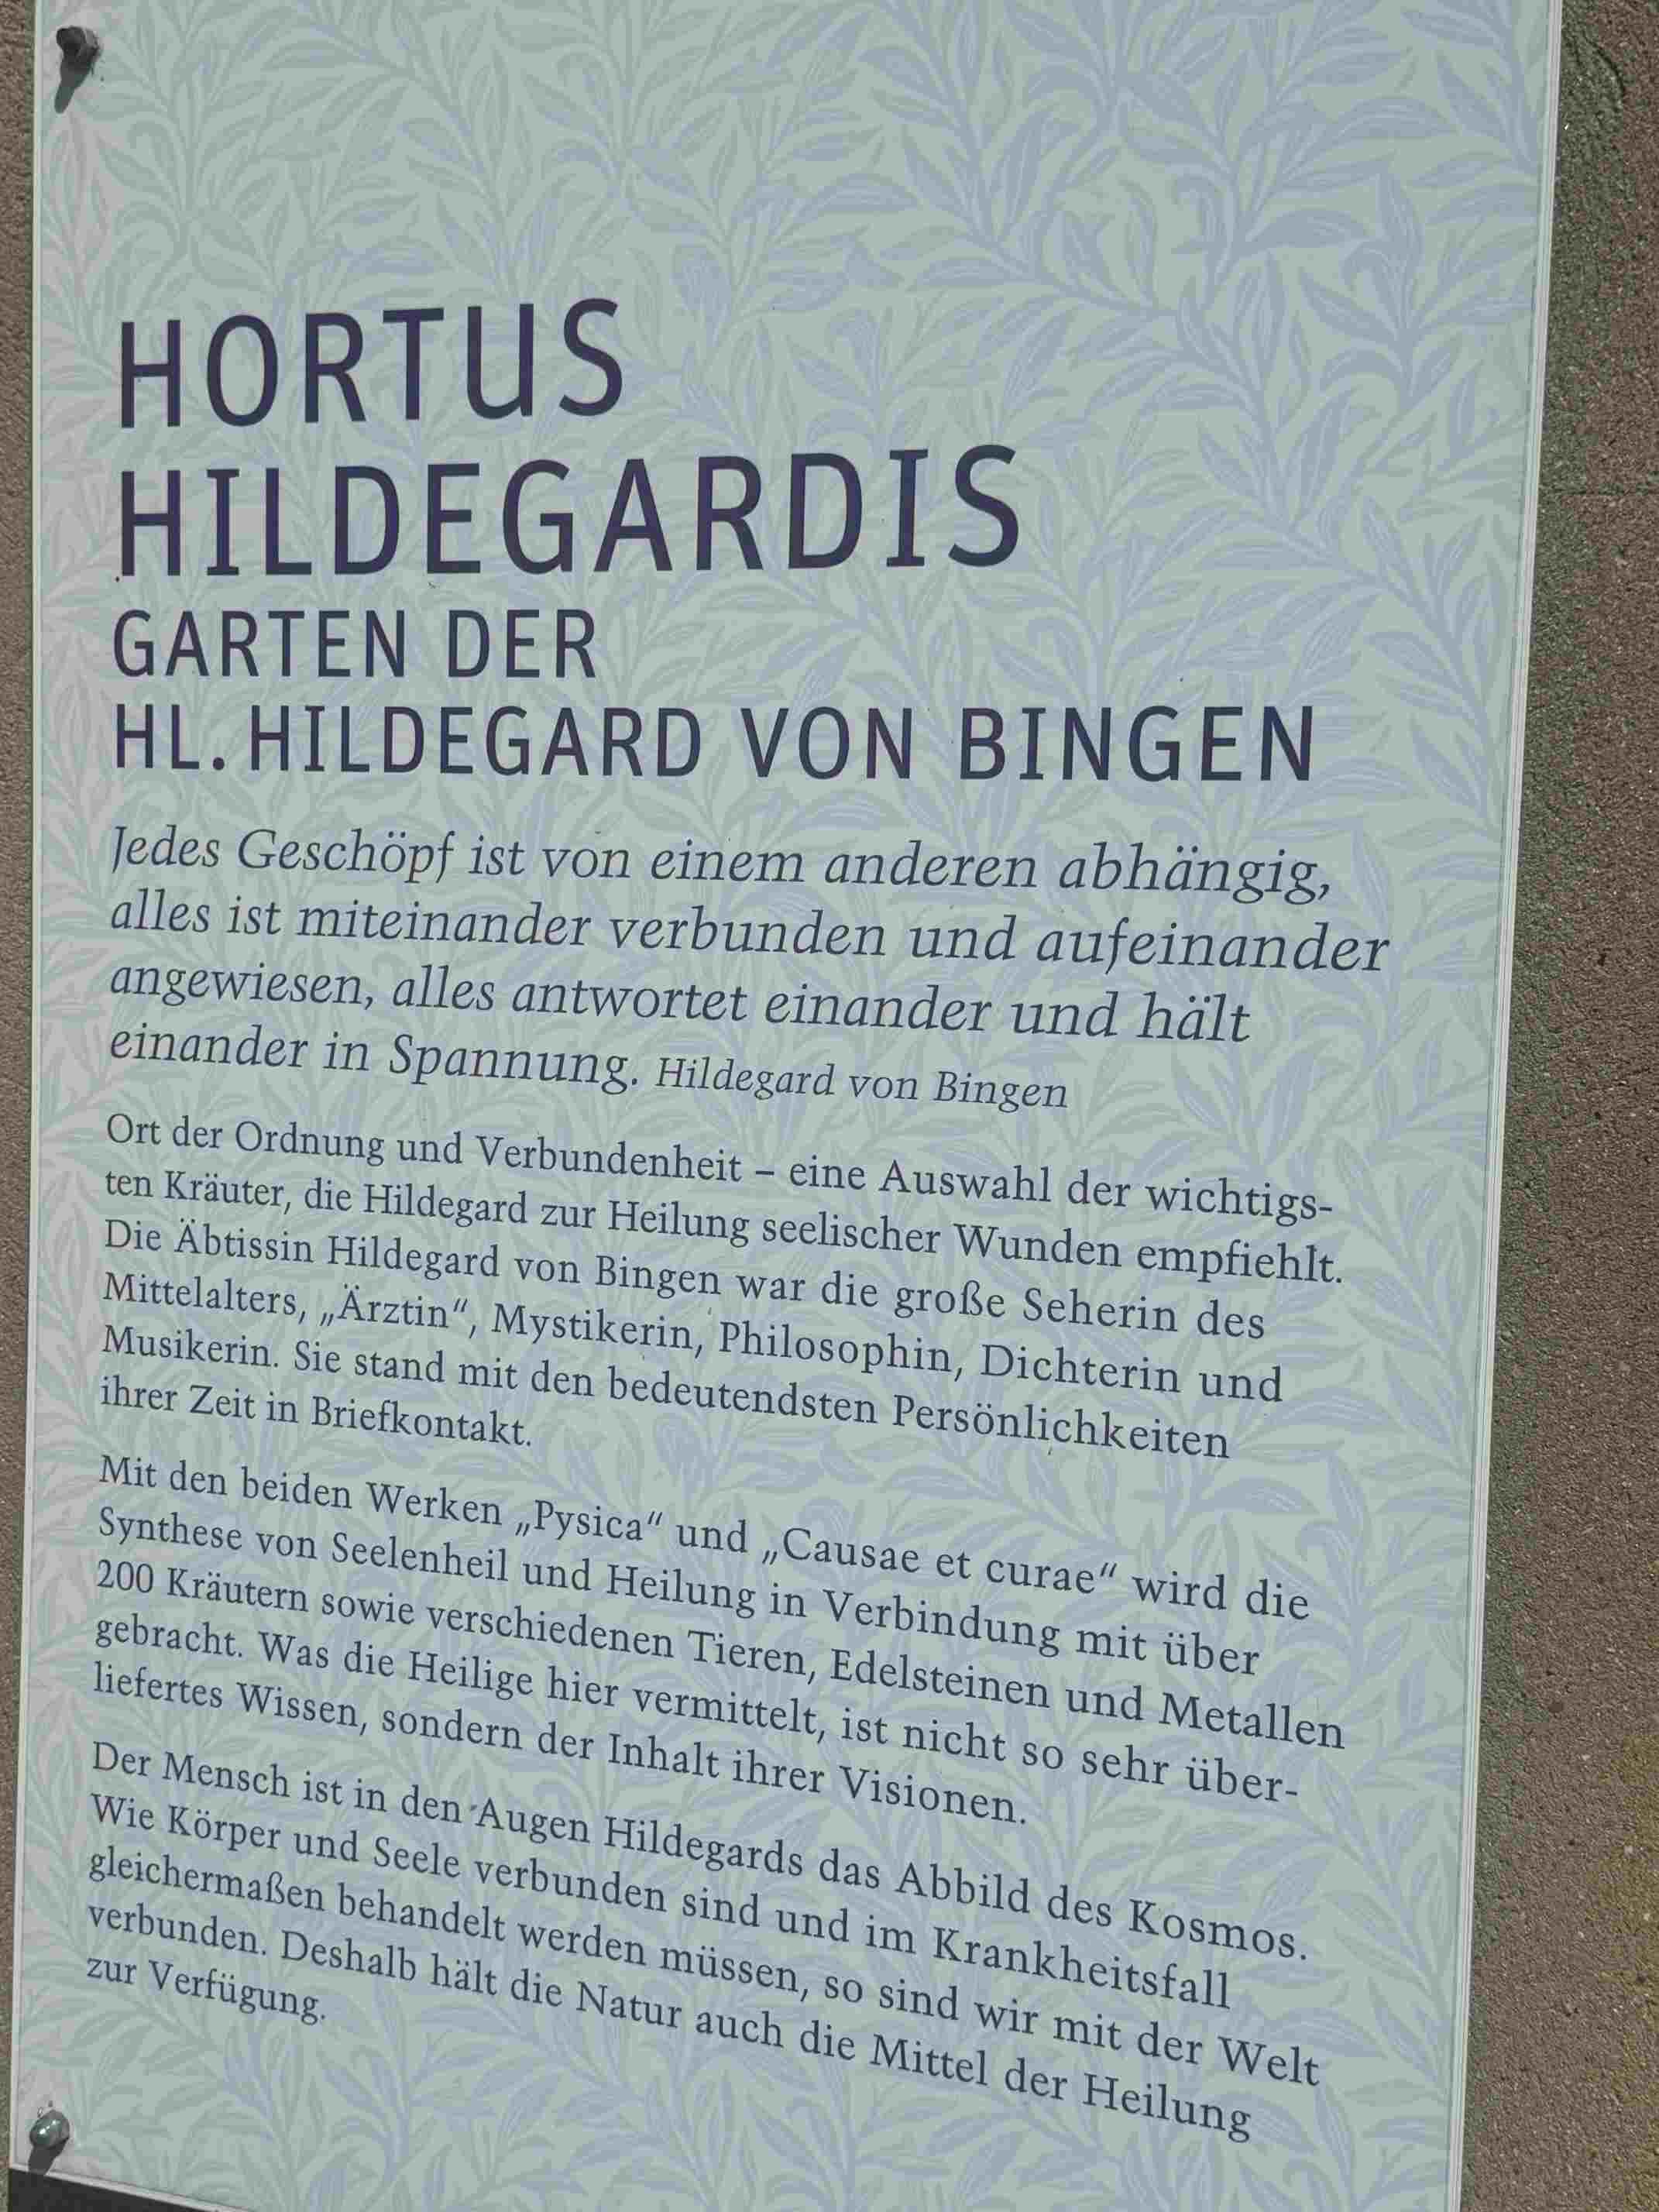 HORTUS
HILDEGARDIS
GARTEN DER
HL. HILDEGARD VON BINGEN
Jedes Geschöpf ist von einem anderen abhängig,
alles ist miteinander verbunden und aufeinander
angewiesen, alles antwortet einander und hält
einander in Spannung. Hildegard von Bingen
Ort der Ordnung und Verbundenheit – eine Auswahl der wichtigs-
ten Kräuter, die Hildegard zur Heilung seelischer Wunden empfiehlt.
Die Äbtissin Hildegard von Bingen war die große Seherin des
Mittelalters, „Ärztin“, Mystikerin, Philosophin, Dichterin und
Musikerin. Sie stand mit den bedeutendsten Persönlichkeiten
ihrer Zeit in Briefkontakt.
Mit den beiden Werken „Pysica“ und „Causae et curae“ wird die
Synthese von Seelenheil und Heilung in Verbindung mit über
200 Kräutern sowie verschiedenen Tieren, Edelsteinen und Metallen
gebracht. Was die Heilige hier vermittelt, ist nicht so sehr über-
liefertes Wissen, sondern der Inhalt ihrer Visionen.
Der Mensch ist in den Augen Hildegards das Abbild des Kosmos.
Wie Körper und Seele verbunden sind und im Krankheitsfall
gleichermaßen behandelt werden müssen, so sind wir mit der Welt
verbunden. Deshalb hält die Natur auch die Mittel der Heilung
zur Verfügung.